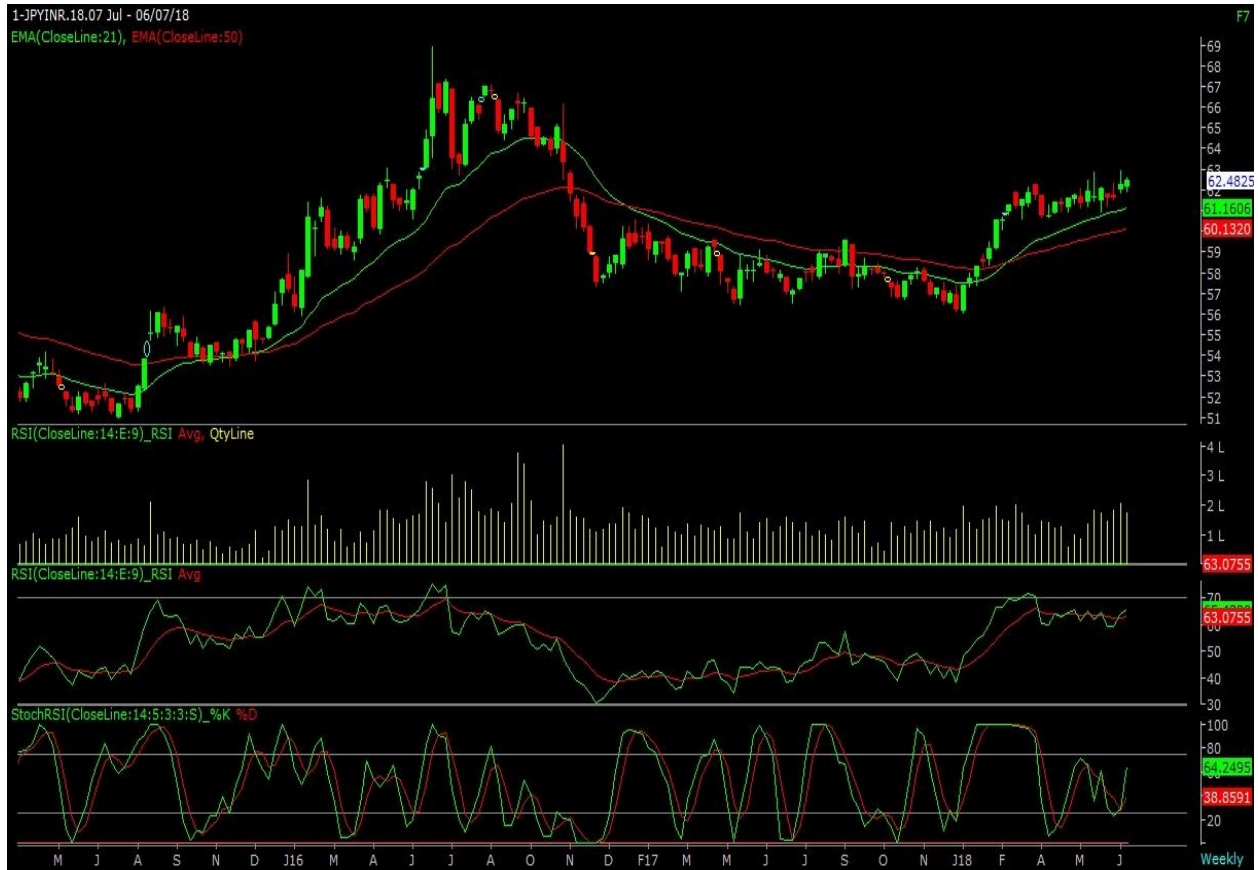 1-JPYINR.18.07 Jul - 06/07/18
F7
EMA(CloseLine:21), EMA(CloseLine:50)
69
68
67
66
65
64
63
62.4825
62
61.1606
60.1320
59
58
57
56
55
54
53
52
51
RSI(CloseLine:14:E:9)_RSI Avg, QtyLine
4 L
3 L
2 L
1 L
63.0755
RSI(CloseLine:14:E:9)_RSI Avg
70
63.0755
60
50
40
30
StochRSI(CloseLine:14:5:3:3:S)_%K %D
100
80
64.2495
38.8591
20
M J A S N D J16 M A J J A O N D F17 M M J J S O N J18 F A M J
Weekly